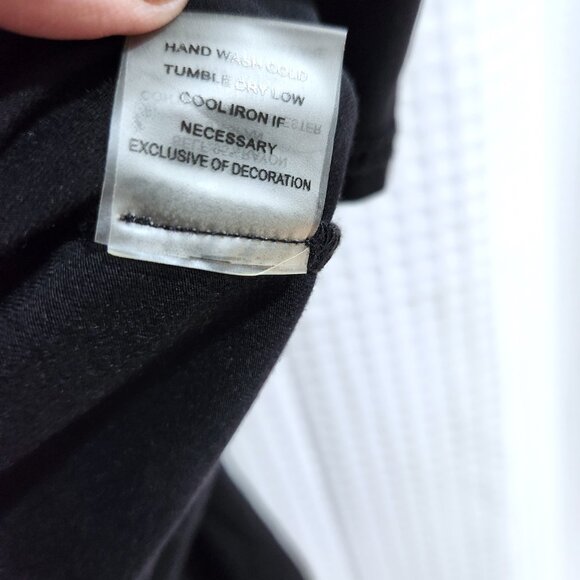 HAND WASH COLD
TUMBLE DRY LOW
COOL IRON IF
NECESSARY
EXCLUSIVE OF DECORATION